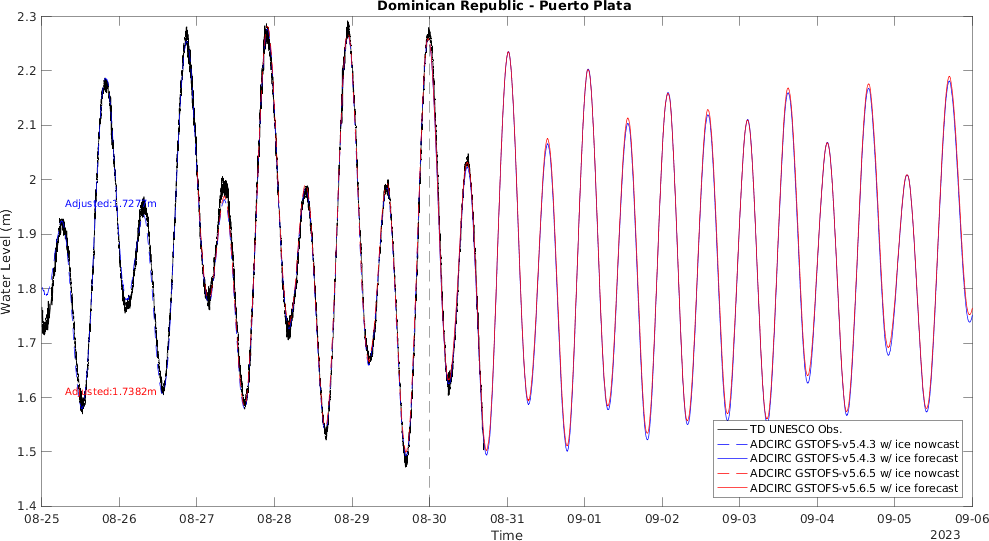 Dominican Republic - Puerto Plata
Water Level (m)
2.3
2.2
2.1
2
1.9
1.8
1.7
1.6
1.5
1.4
Adjusted:1.727 m
Adjusted:1.7382m
TD UNESCO Obs.
ADCIRC GSTOFS-v5.4.3 w/ ice nowcast
ADCIRC GSTOFS-v5.4.3 w/ ice forecast
ADCIRC GSTOFS-v5.6.5 w/ ice nowcast
ADCIRC GSTOFS-v5.6.5 w/ ice forecast
08-25 08-26 08-27 08-28 08-29 08-30 08-31 09-01 09-02 09-03 09-04 09-05 09-06
Time
2023